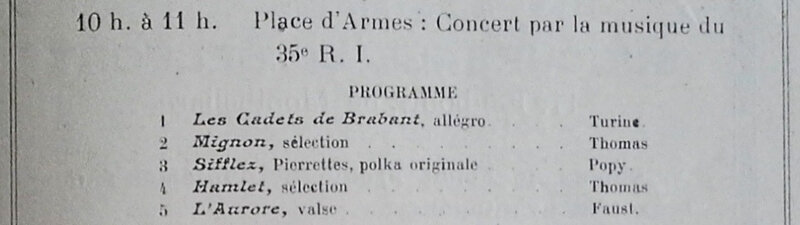 10 h. à 11 h. Place d'Armes : Concert par la musique du
35e R. I.
PROGRAMME
1 Les Cadets de Brabant, allégro. . . . . Turine.
2 Mignon, sélection . . . . . . . . Thomas
3 Sifflez, Pierrettes, polka originale . . . . Popy.
4 Hamlet, sélection . . . . . . . . Thomas
5 L'Aurore, valse . . . . . . . . . Faust.